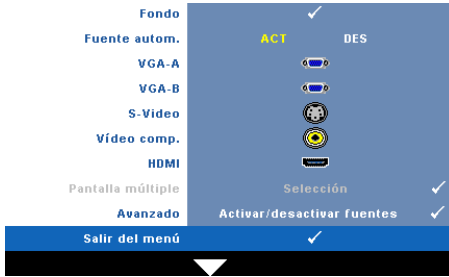 Fondo
Fuente autom. ACT DES
VGA-A
VGA-B
S-Video
Vídeo comp.
HDMI
Pantalla múltiple Selección
Avanzado Activar/desactivar fuentes
Salir del menú